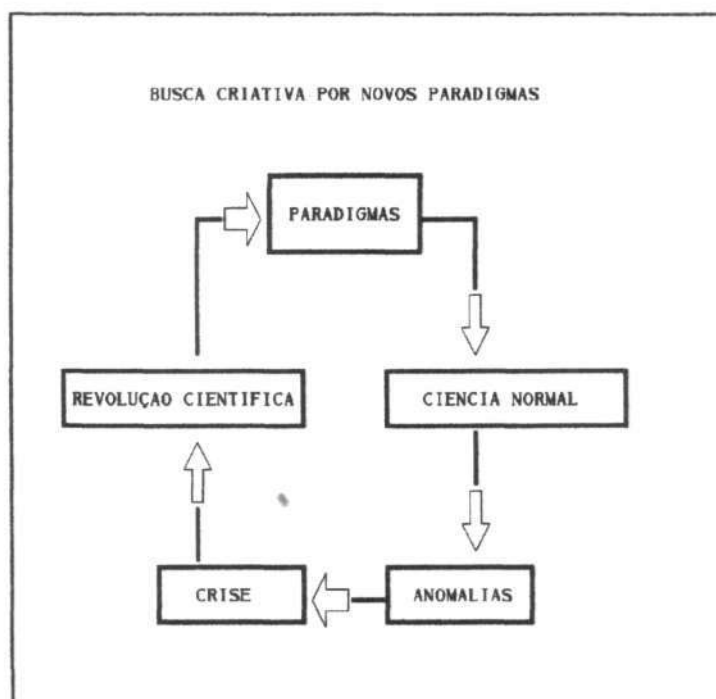 BUSCA CRIATIVA POR NOVOS PARADIGMAS
PARADIGMAS
REVOLUÇAO CIENTIFICA
CIENCIA NORMAL
CRISE
ANOMALIAS